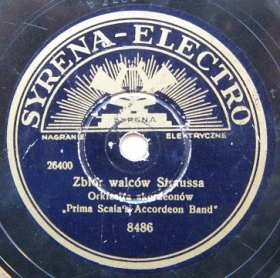 SYRENA-ELECTRO
SYRENA
NAGRANIE ELEKTRYCZNE
26400
Zbiór walców Straussa
Orkiestra akordeonów
„Prima Scala's Accordeon Band"
8486